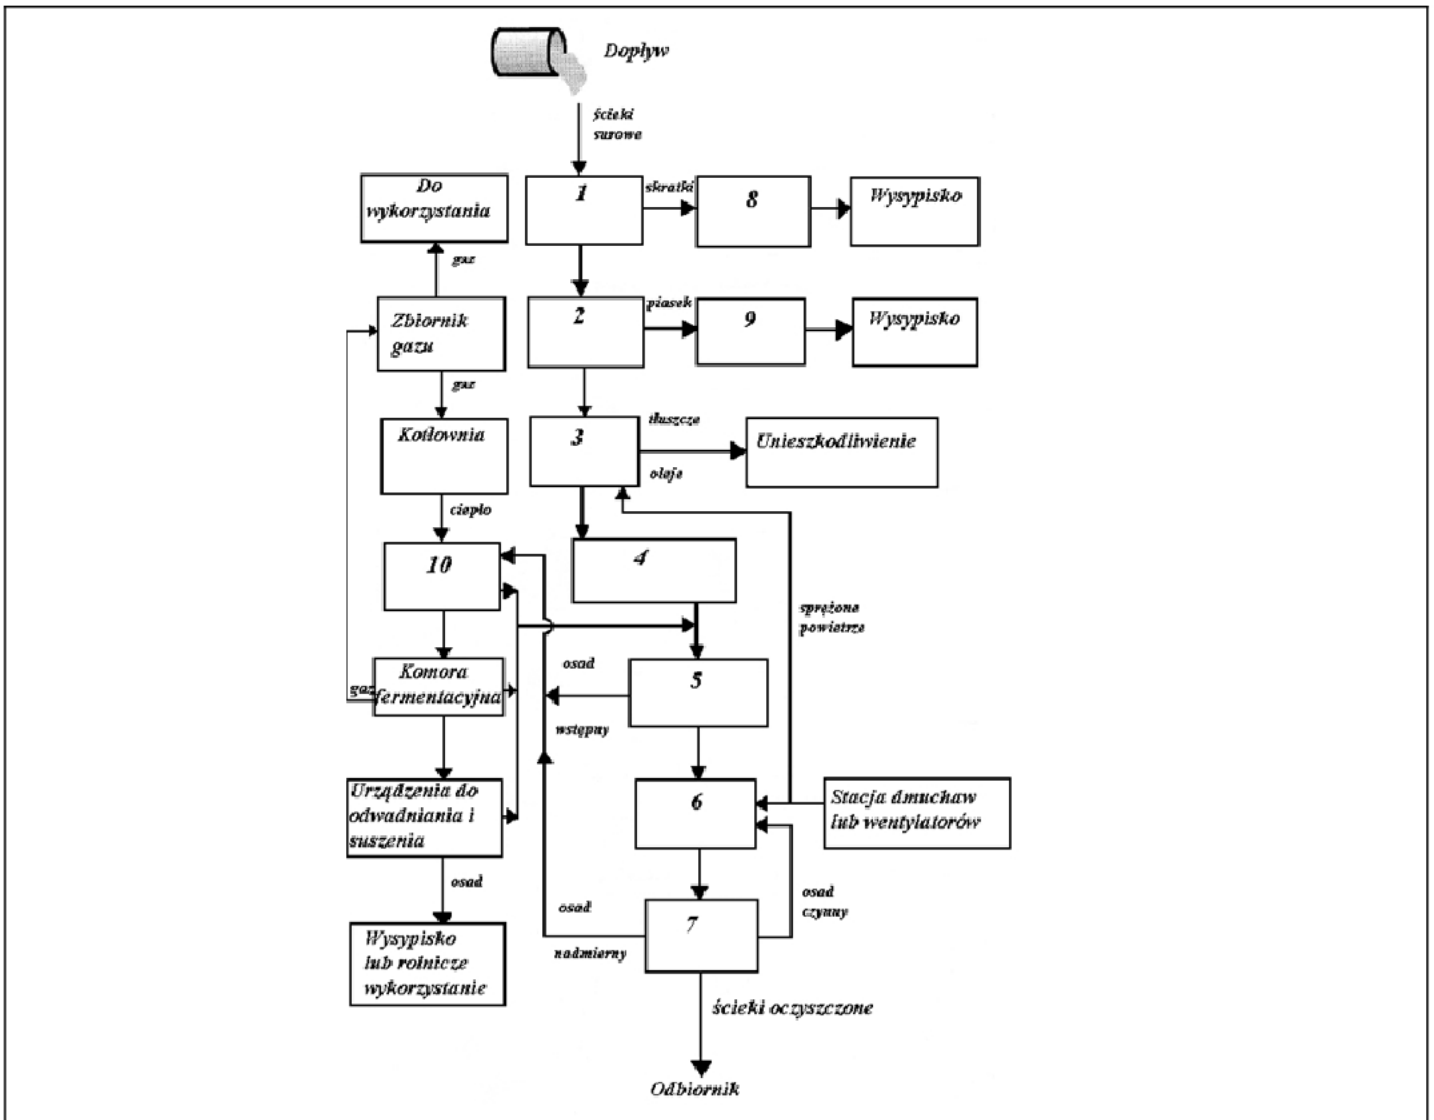 Dopływ
ścieki
surowe
Do
wykorzystania
1
skratki
8
Wysypisko
gaz
Zbiornik
gazu
2
piasek
9
Wysypisko
gaz
Kotłownia
3
tłuszcze
oleje
Unieszkodliwienie
ciepło
10
4
sprężone
powietrze
Komora
fermentacyjna
gaz
osad
wstępny
5
Urządzenia do
odwadniania i
suszenia
6
Stacja dmuchaw
lub wentylatorów
osad
osad
nadmierny
7
osad
czynny
Wysypisko
lub rolnicze
wykorzystanie
ścieki oczyszczone
Odbiornik